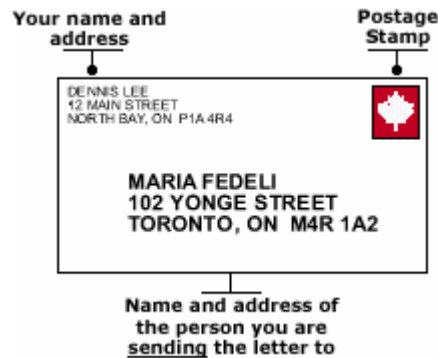 Your name and
address
Postage
Stamp
DENNIS LEE
12 MAIN STREET
NORTH BAY, ON P1A 4R4
MARIA FEDELI
102 YONGE STREET
TORONTO, ON M4R 1A2
Name and address of
the person you are
sending the letter to